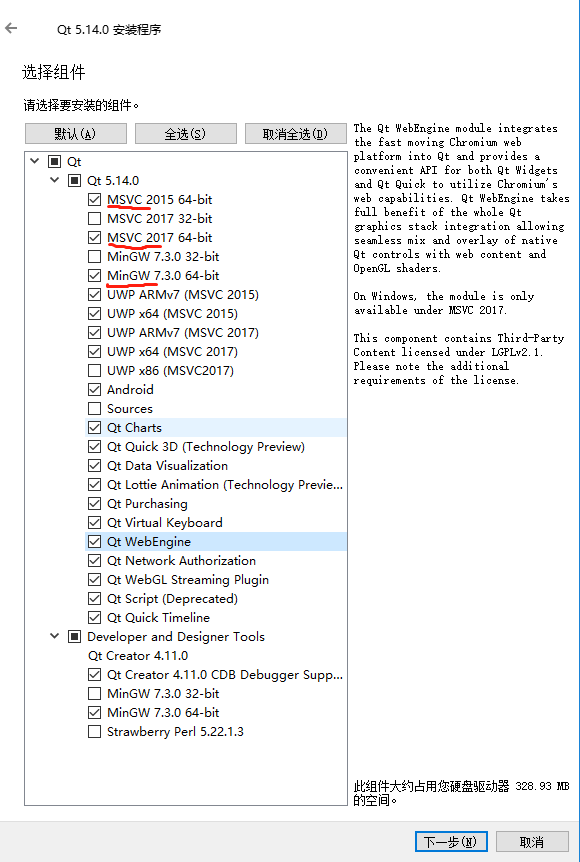 Qt 5.14.0 安装程序
选择组件
请选择要安装的组件。
默认(A)
全选(S)
取消全选(D)
Qt
Qt 5.14.0
MSVC 2015 64-bit
MSVC 2017 32-bit
MSVC 2017 64-bit
MinGW 7.3.0 32-bit
MinGW 7.3.0 64-bit
UWP ARMv7 (MSVC 2015)
UWP x64 (MSVC 2015)
UWP ARMv7 (MSVC 2017)
UWP x64 (MSVC 2017)
UWP x86 (MSVC2017)
Android
Sources
Qt Charts
Qt Quick 3D (Technology Preview)
Qt Data Visualization
Qt Lottie Animation (Technology Previe...
Qt Purchasing
Qt Virtual Keyboard
Qt WebEngine
Qt Network Authorization
Qt WebGL Streaming Plugin
Qt Script (Deprecated)
Qt Quick Timeline
Developer and Designer Tools
Qt Creator 4.11.0
Qt Creator 4.11.0 CDB Debugger Supp...
MinGW 7.3.0 32-bit
MinGW 7.3.0 64-bit
Strawberry Perl 5.22.1.3
The Qt WebEngine module integrates
the fast moving Chromium web
platform into Qt and provides a
convenient API for both Qt Widgets
and Qt Quick to utilize Chromium's
web capabilities. Qt WebEngine takes
full benefit of the whole Qt
graphics stack integration allowing
seamless mix and overlay of native
Qt controls with web content and
OpenGL shaders.
On Windows, the module is only
available under MSVC 2017.
This component contains Third-Party
Content licensed under LGPLv2.1.
Please note the additional
requirements of the license.
此组件大约占用您硬盘驱动器 328.93 MB
的空间。
下一步(N)
取消